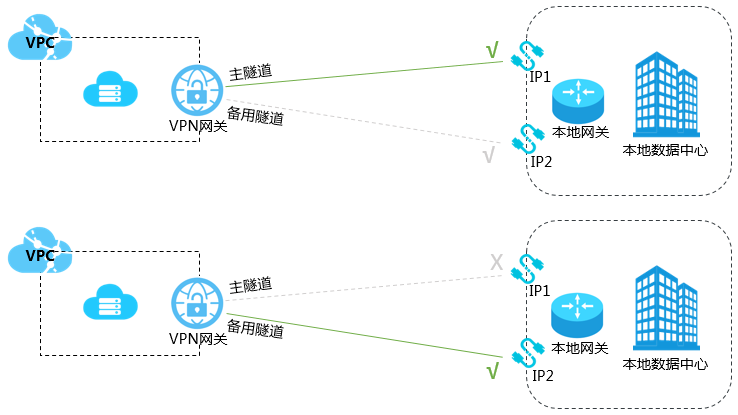 VPC
主隧道
√
IP1
VPN网关
备用隧道
本地网关
√
IP2
本地数据中心
VPC
主隧道
X
IP1
VPN网关
备用隧道
本地网关
√
IP2
本地数据中心